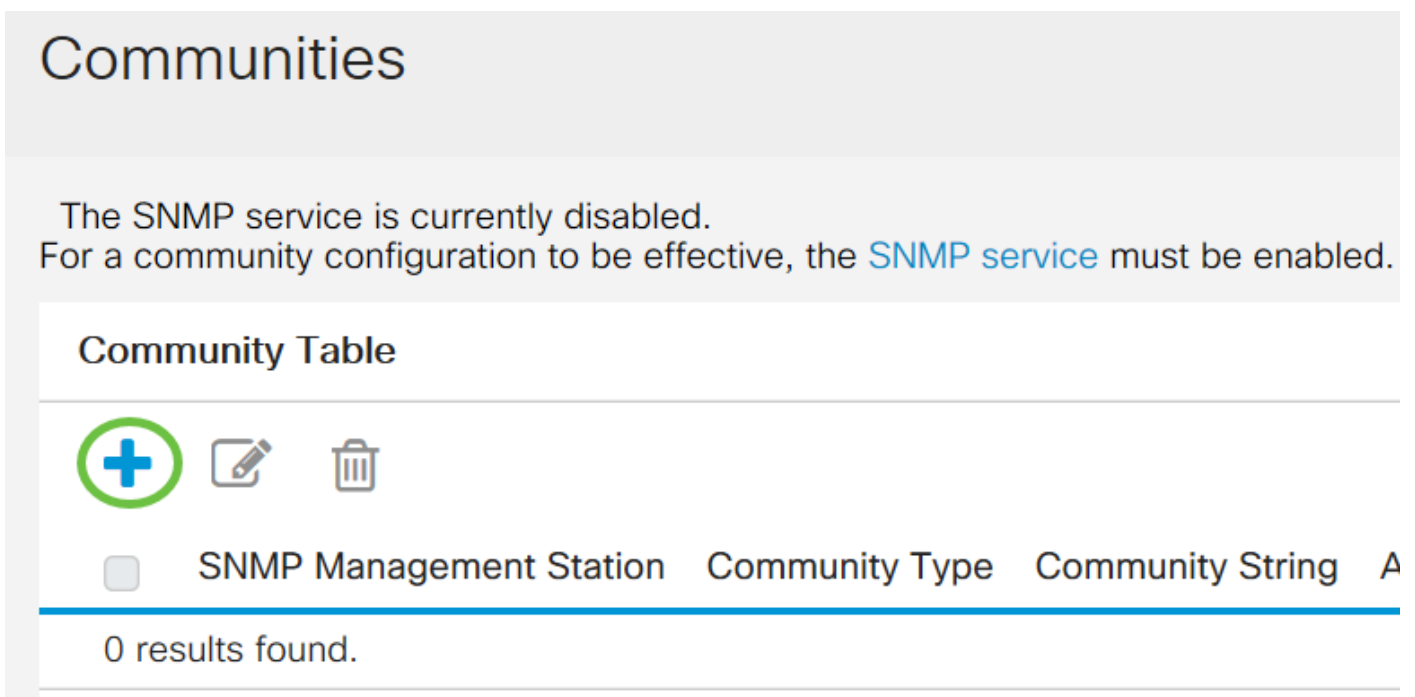 Communities
The SNMP service is currently disabled.
For a community configuration to be effective, the SNMP service must be enabled.
Community Table
SNMP Management Station Community Type Community String A
0 results found.